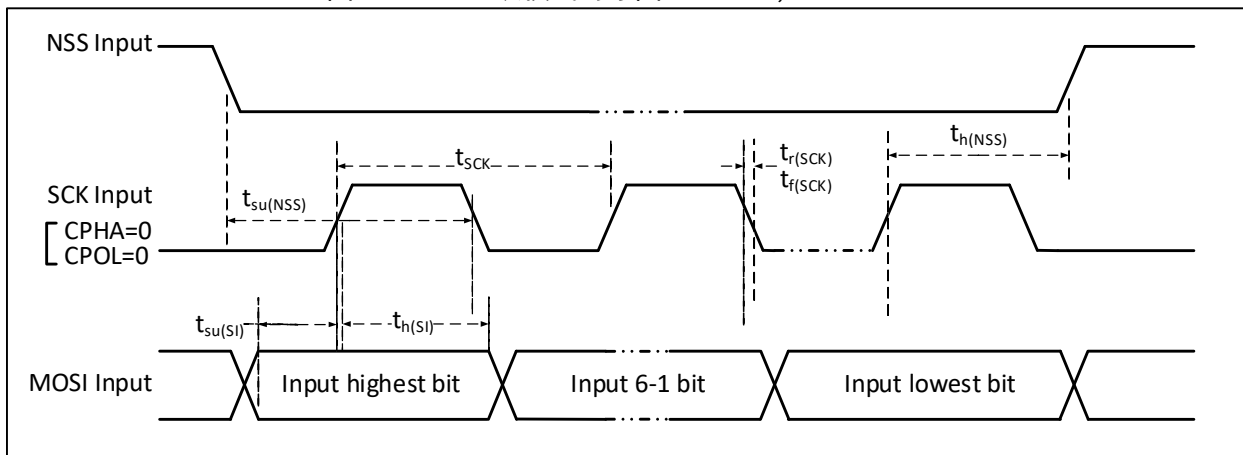 NSS Input
t_SCK
t_r(SCK)
t_f(SCK)
t_h(NSS)
SCK Input
t_su(NSS)
CPHA=0
CPOL=0
t_su(SI)
t_h(SI)
MOSI Input
Input highest bit
Input 6-1 bit
Input lowest bit